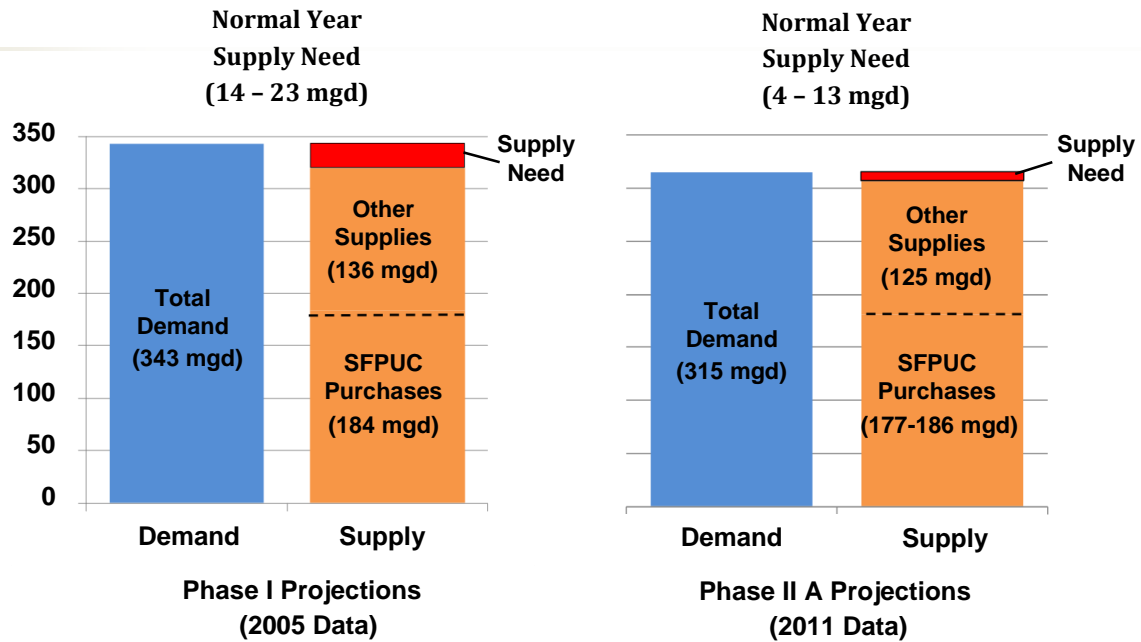 Normal Year
Supply Need
(14 – 23 mgd)
350
300
250
200
150
100
50
0
Total
Demand
(343 mgd)
Other
Supplies
(136 mgd)
SFPUC
Purchases
(184 mgd)
Supply
Need
Demand
Supply
Phase I Projections
(2005 Data)
Normal Year
Supply Need
(4 – 13 mgd)
Total
Demand
(315 mgd)
Other
Supplies
(125 mgd)
SFPUC
Purchases
(177-186 mgd)
Supply
Need
Demand
Supply
Phase II A Projections
(2011 Data)